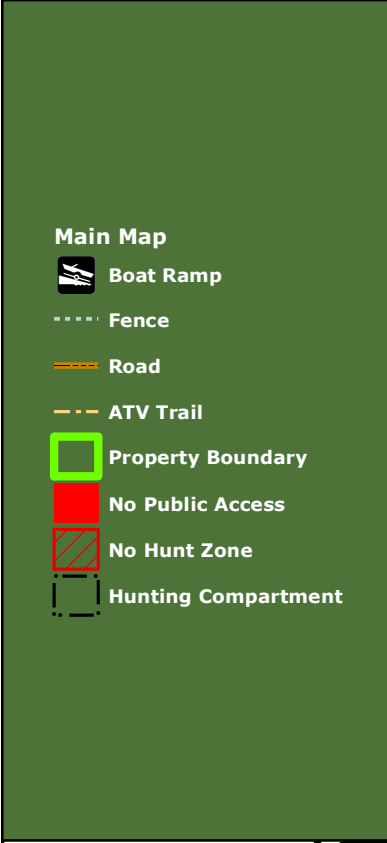 Main Map
Boat Ramp
Fence
Road
ATV Trail
Property Boundary
No Public Access
No Hunt Zone
Hunting Compartment